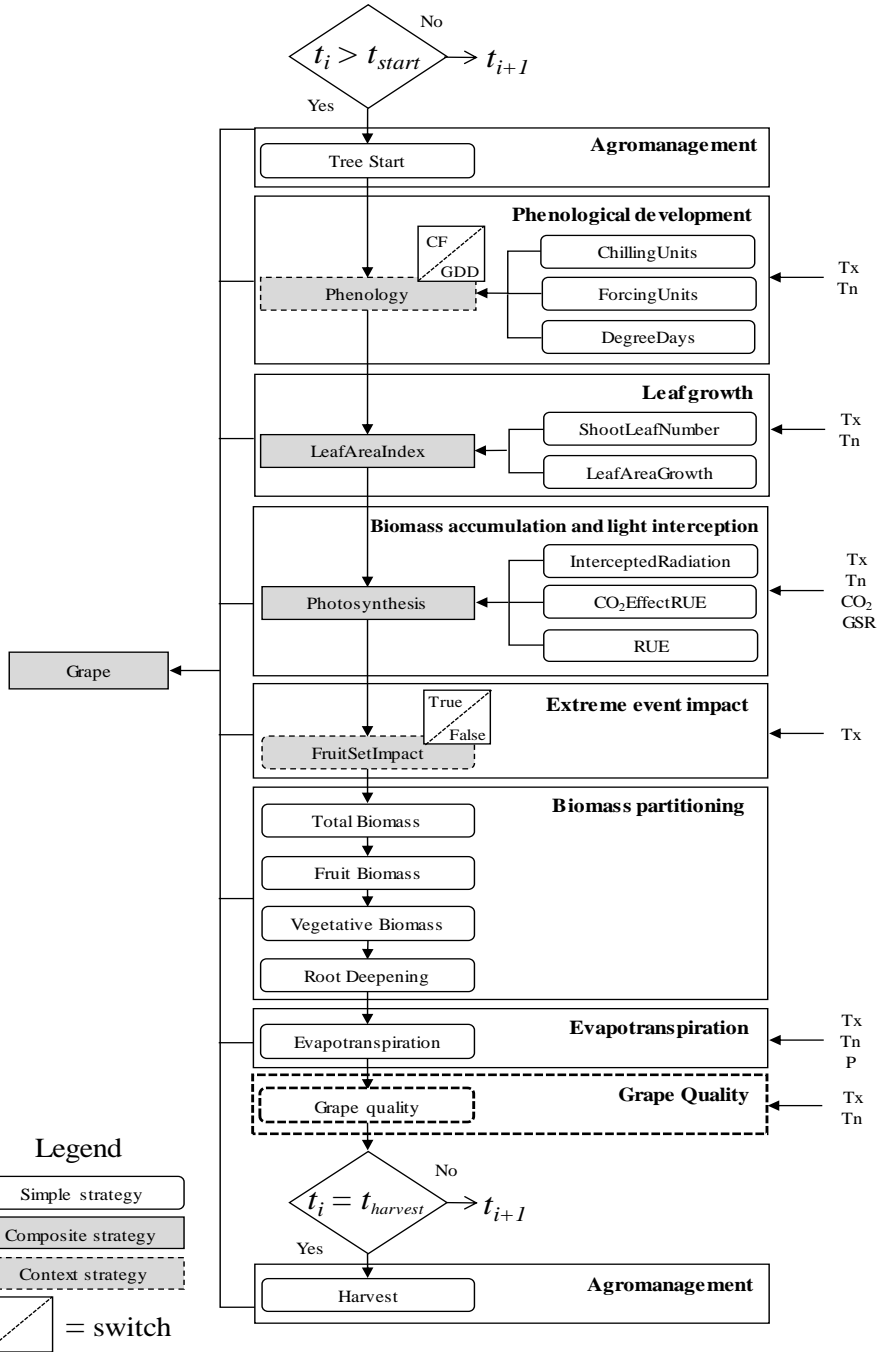 No
t_i > t_start
t_i+1
Yes
Agromanagement
Tree Start
Phenological development
CF
GDD
ChillingUnits
Phenology
ForcingUnits
DegreeDays
Tx
Tn
Leaf growth
ShootLeafNumber
LeafAreaIndex
LeafAreaGrowth
Tx
Tn
Biomass accumulation and light interception
InterceptedRadiation
Photosynthesis
CO₂EffectRUE
RUE
Tx
Tn
CO₂
GSR
Grape
Extreme event impact
True
False
FruitSetImpact
Tx
Biomass partitioning
Total Biomass
Fruit Biomass
Vegetative Biomass
Root Deepening
Evapotranspiration
Evapotranspiration
Tx
Tn
P
Grape Quality
Grape quality
Tx
Tn
No
t_i = t_harvest
t_i+1
Yes
Agromanagement
Harvest
Legend
Simple strategy
Composite strategy
Context strategy
= switch